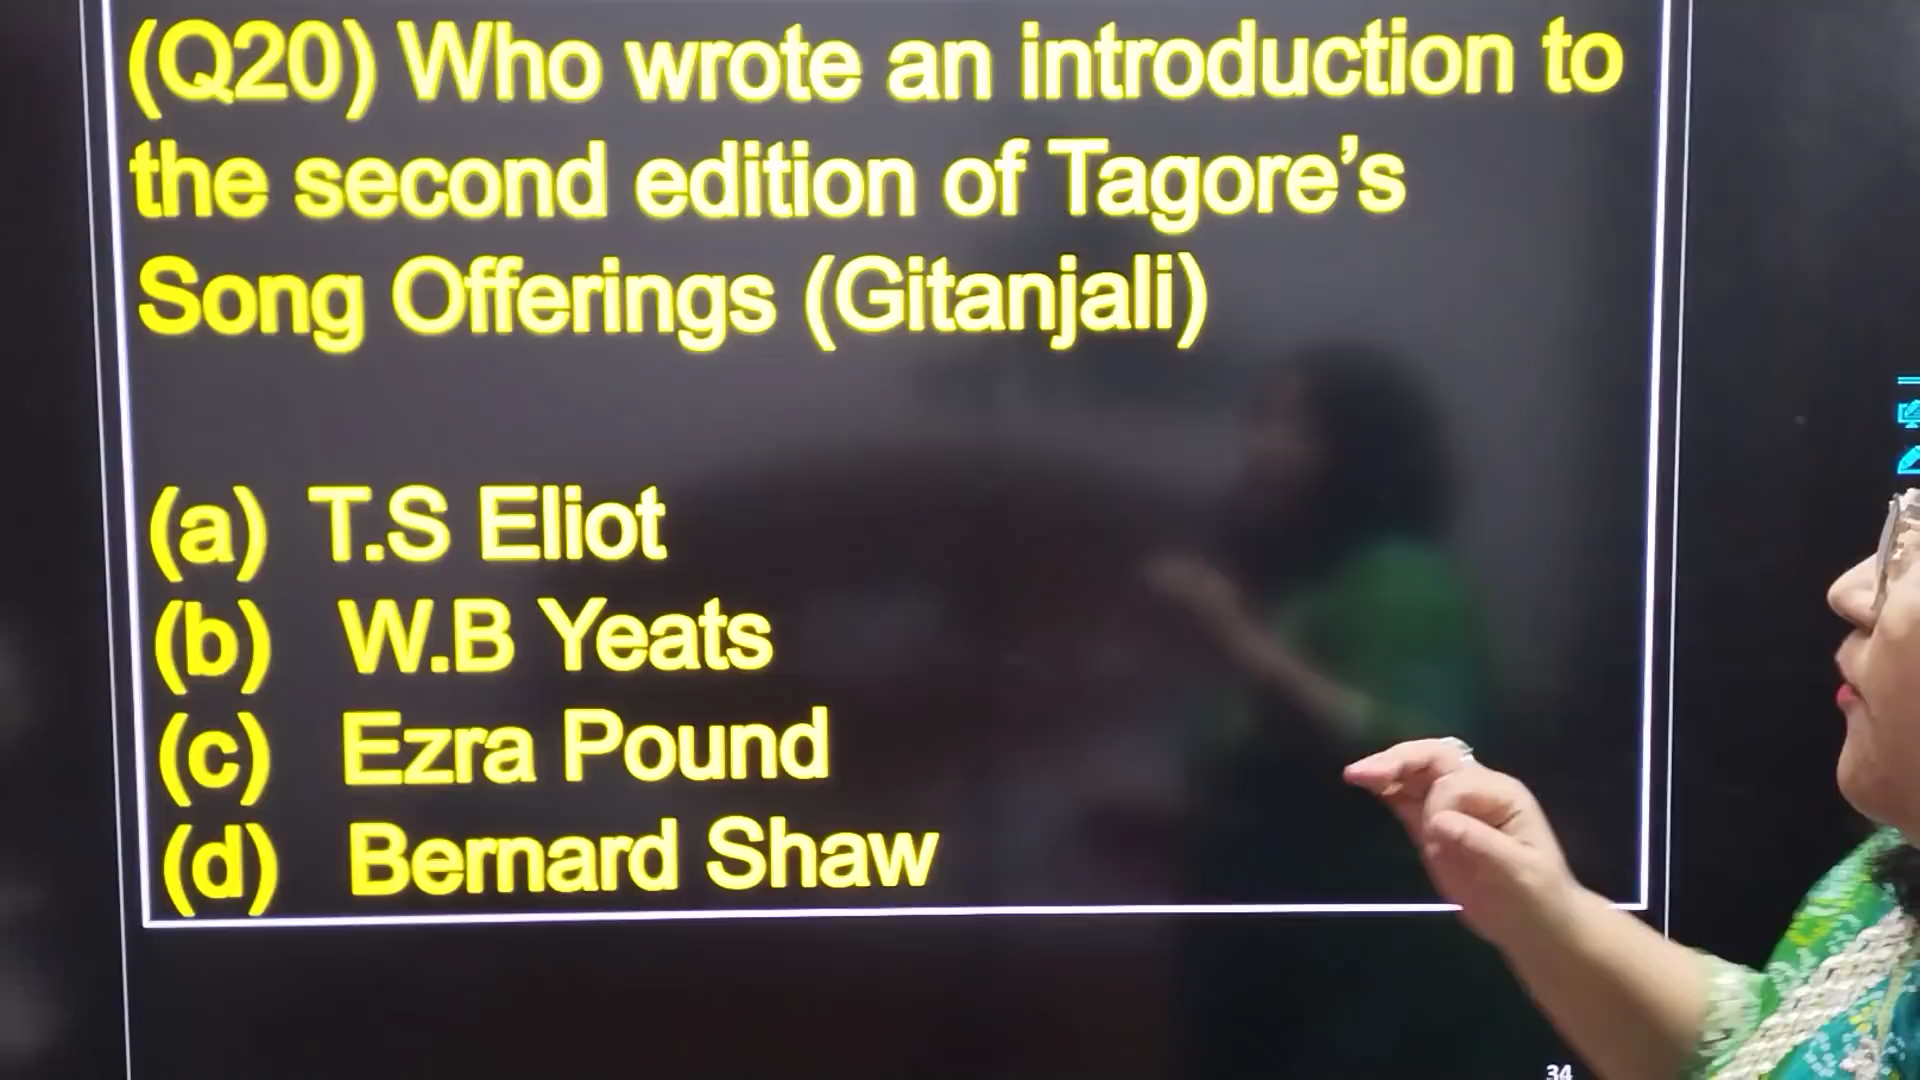 (Q20) Who wrote an introduction to
the second edition of Tagore’s
Song Offerings (Gitanjali)
(a) T.S Eliot
(b) W.B Yeats
(c) Ezra Pound
(d) Bernard Shaw
34